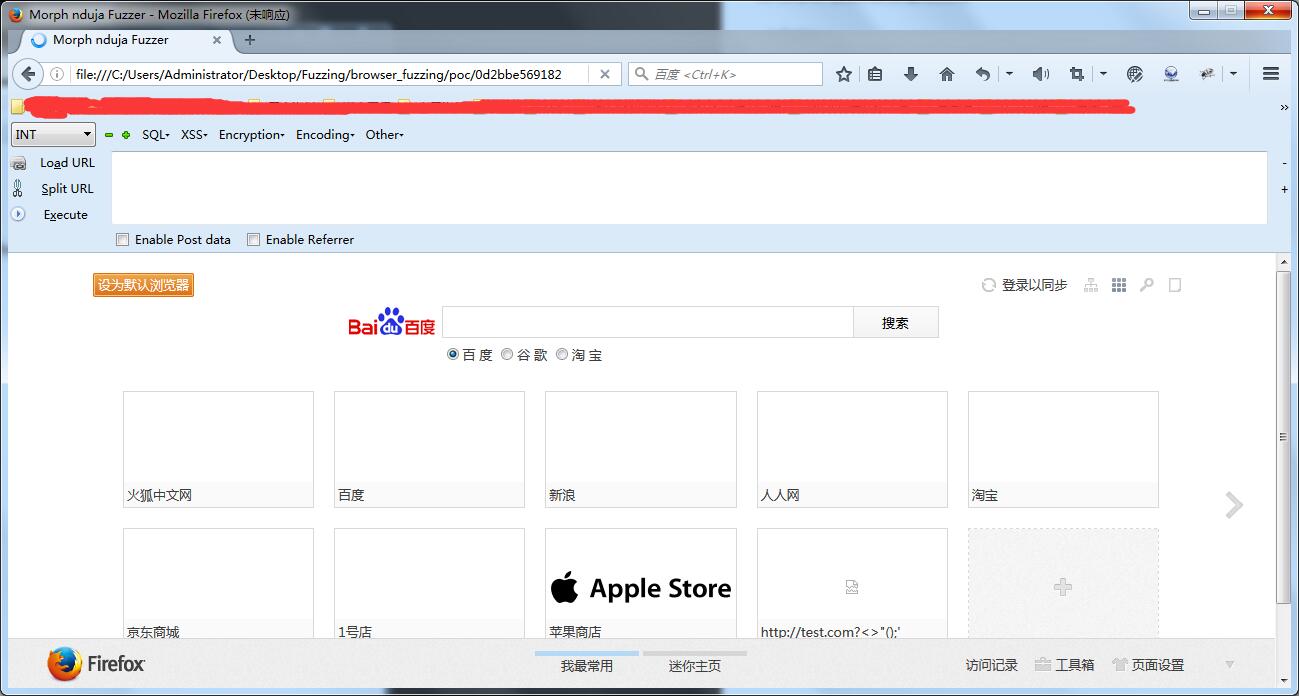 Morph nduja Fuzzer - Mozilla Firefox (未响应)
Morph nduja Fuzzer
file:///C:/Users/Administrator/Desktop/Fuzzing/browser_fuzzing/poc/0d2bbe569182
百度 <Ctrl+K>
INT SQL XSS Encryption Encoding Other
Load URL
Split URL
Execute
Enable Post data Enable Referrer
设为默认浏览器 登录以同步
Bai du 百度 搜索
百度 谷歌 淘宝
火狐中文网 百度 新浪 人人网 淘宝
Apple Store
京东商城 1号店 苹果商店 http://test.com?<>"();'
Firefox 我最常用 迷你主页 访问记录 工具箱 页面设置